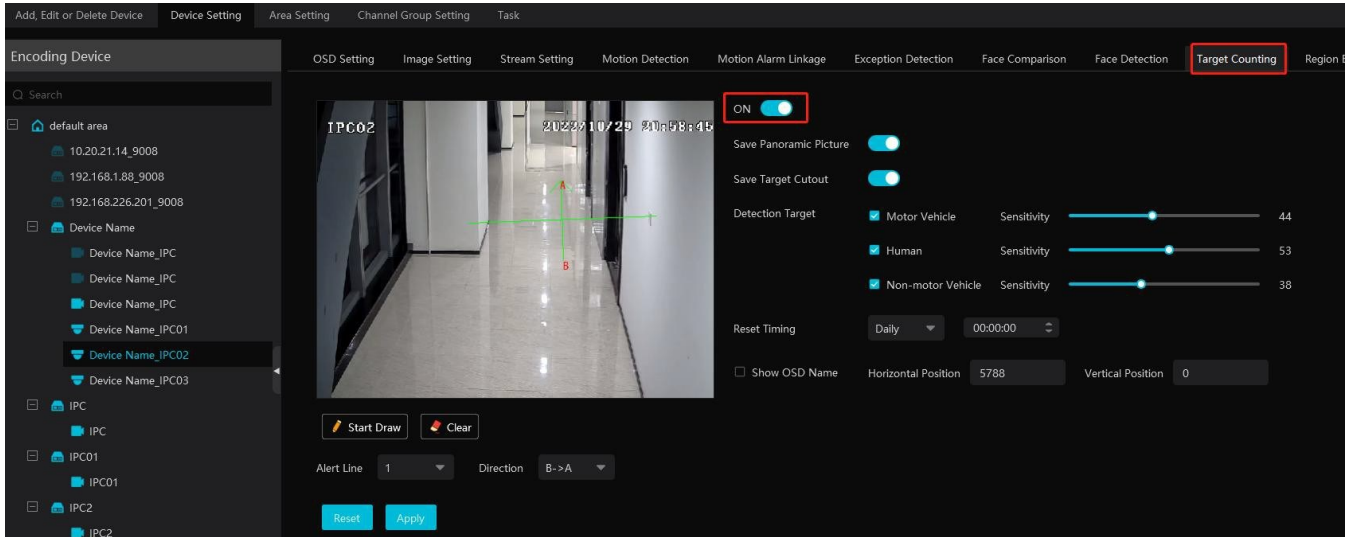 Add, Edit or Delete Device Device Setting Area Setting Channel Group Setting Task
Encoding Device
Search
default area
10.20.21.14_9008
192.168.1.88_9008
192.168.226.201_9008
Device Name
Device Name_IPC
Device Name_IPC
Device Name_IPC
Device Name_IPC01
Device Name_IPC02
Device Name_IPC03
IPC
IPC
IPC01
IPC01
IPC2
IPC2
OSD Setting Image Setting Stream Setting Motion Detection Motion Alarm Linkage Exception Detection Face Comparison Face Detection Target Counting Region
IPC02 2022/10/29 20:58:45
A
B
Start Draw Clear
Alert Line 1 Direction B->A
Reset Apply
ON
Save Panoramic Picture
Save Target Cutout
Detection Target Motor Vehicle Sensitivity 44
Human Sensitivity 53
Non-motor Vehicle Sensitivity 38
Reset Timing Daily 00:00:00
Show OSD Name Horizontal Position 5788 Vertical Position 0